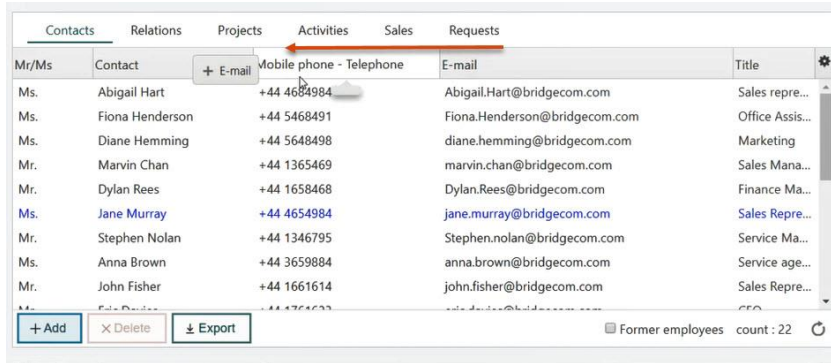 Contacts Relations Projects Activities Sales Requests
Mr/Ms Contact + E-mail Mobile phone - Telephone E-mail Title
Ms. Abigail Hart +44 4684984 Abigail.Hart@bridgecom.com Sales repre...
Ms. Fiona Henderson +44 5468491 Fiona.Henderson@bridgecom.com Office Assis...
Ms. Diane Hemming +44 5648498 diane.hemming@bridgecom.com Marketing
Mr. Marvin Chan +44 1365469 marvin.chan@bridgecom.com Sales Mana...
Mr. Dylan Rees +44 1658468 Dylan.Rees@bridgecom.com Finance Ma...
Ms. Jane Murray +44 4654984 jane.murray@bridgecom.com Sales Repre...
Mr. Stephen Nolan +44 1346795 Stephen.nolan@bridgecom.com Service Ma...
Ms. Anna Brown +44 3659884 anna.brown@bridgecom.com Service age...
Mr. John Fisher +44 1661614 john.fisher@bridgecom.com Sales Repre...
+ Add × Delete Export Former employees count : 22